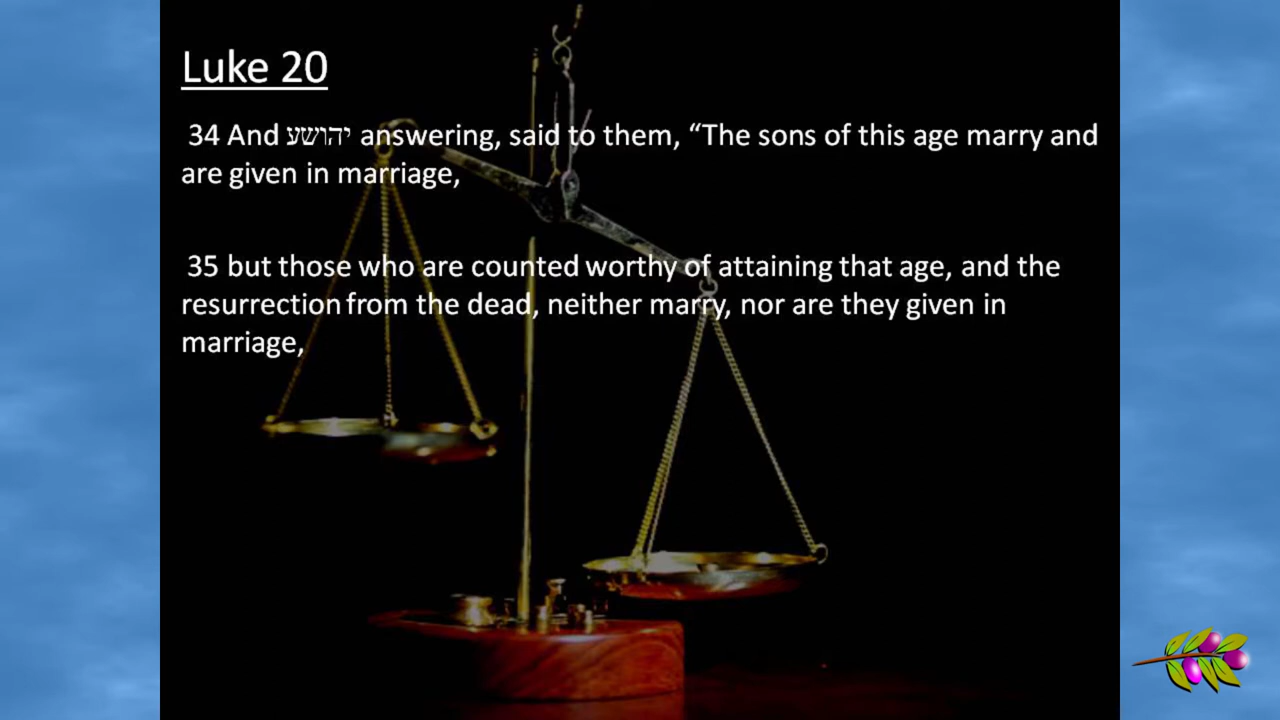 Luke 20
34 And יהושע answering, said to them, “The sons of this age marry and
are given in marriage,
35 but those who are counted worthy of attaining that age, and the
resurrection from the dead, neither marry, nor are they given in
marriage,